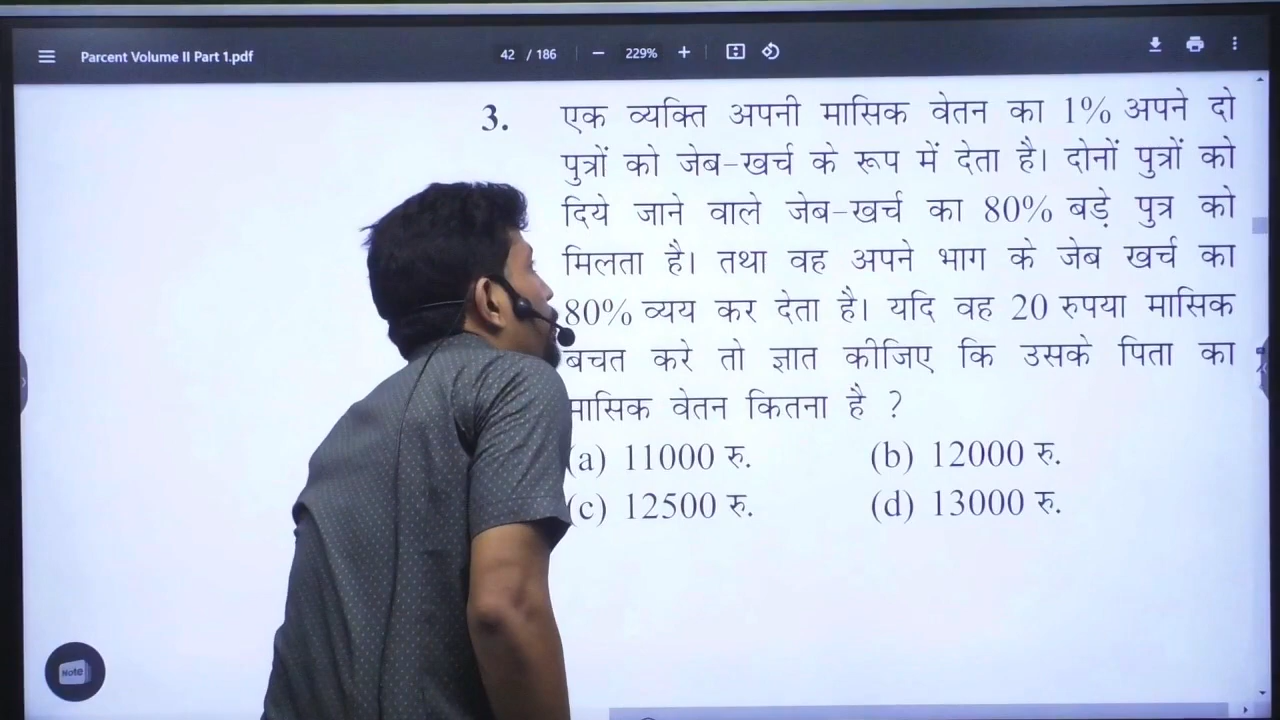 Parcent Volume II Part 1.pdf 42 / 186 229%
3. एक व्यक्ति अपनी मासिक वेतन का 1% अपने दो
पुत्रों को जेब-खर्च के रूप में देता है। दोनों पुत्रों को
दिये जाने वाले जेब-खर्च का 80% बड़े पुत्र को
मिलता है। तथा वह अपने भाग के जेब खर्च का
80% व्यय कर देता है। यदि वह 20 रुपया मासिक
बचत करे तो ज्ञात कीजिए कि उसके पिता का
मासिक वेतन कितना है ?
(a) 11000 रु. (b) 12000 रु.
(c) 12500 रु. (d) 13000 रु.
Note